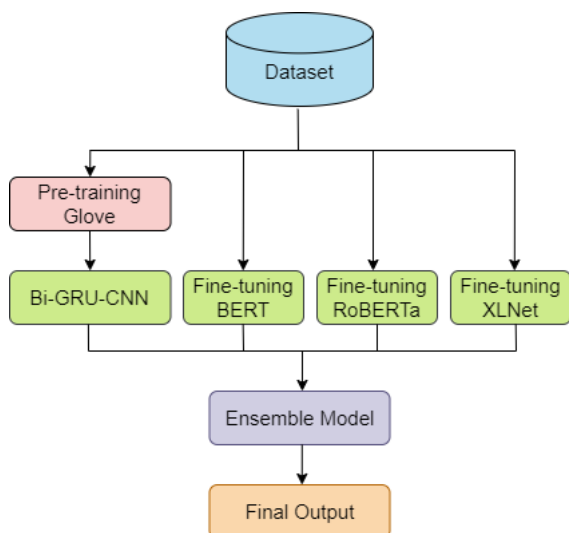 Dataset
Pre-training
Glove
Bi-GRU-CNN
Fine-tuning
BERT
Fine-tuning
RoBERTa
Fine-tuning
XLNet
Ensemble Model
Final Output